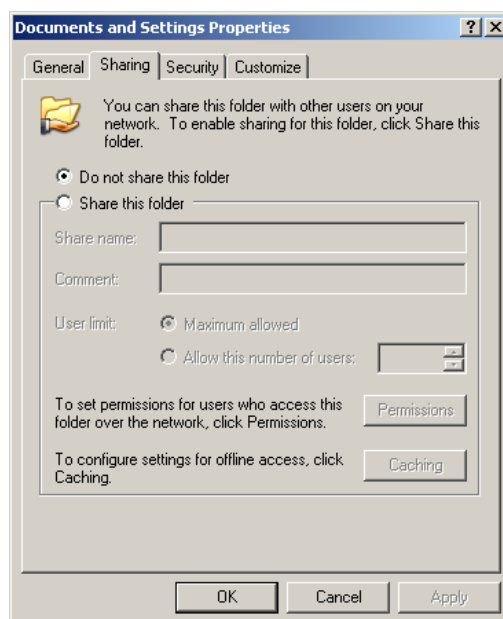 Documents and Settings Properties
General Sharing Security Customize
You can share this folder with other users on your
network. To enable sharing for this folder, click Share this
folder.
Do not share this folder
Share this folder
Share name:
Comment:
User limit: Maximum allowed
Allow this number of users:
To set permissions for users who access this
folder over the network, click Permissions.
Permissions
To configure settings for offline access, click
Caching.
Caching
OK Cancel Apply